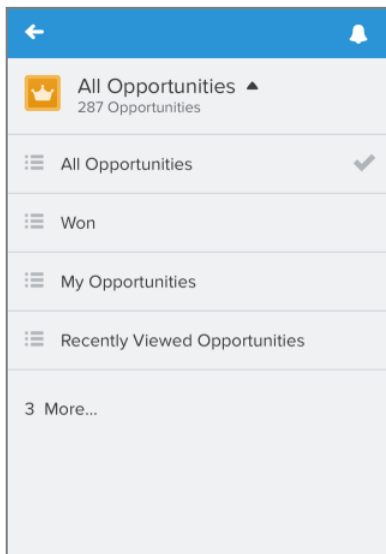 All Opportunities
287 Opportunities
All Opportunities
Won
My Opportunities
Recently Viewed Opportunities
3 More...